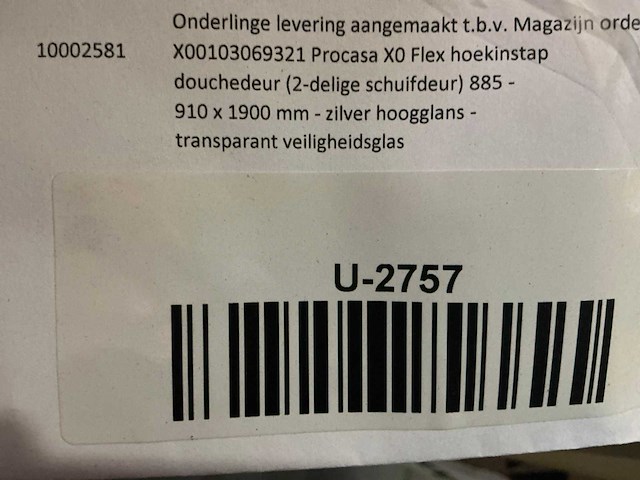 Onderlinge levering aangemaakt t.b.v. Magazijn orde
10002581 X00103069321 Procasa X0 Flex hoekinstap
douchedeur (2-delige schuifdeur) 885 -
910 x 1900 mm - zilver hoogglans -
transparant veiligheidsglas
U-2757